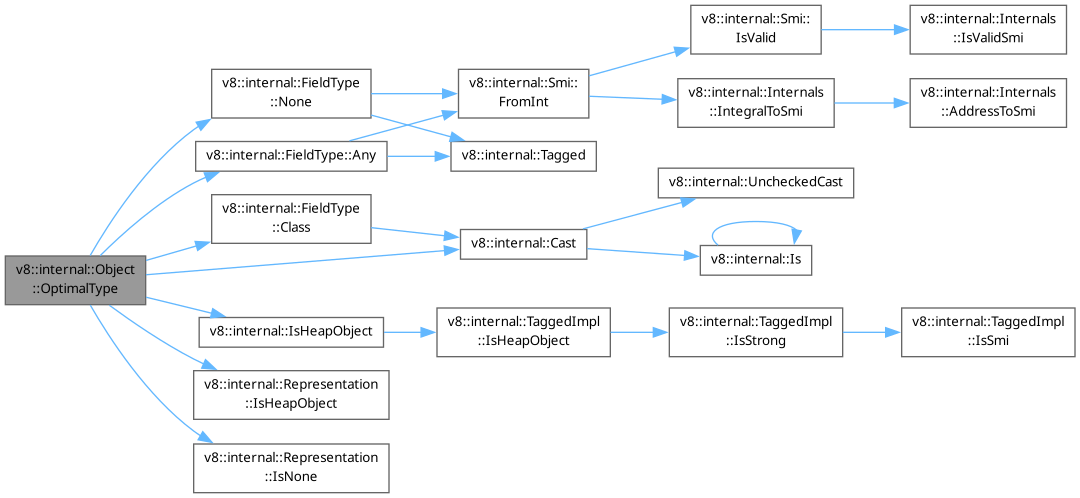 v8::internal::Object
::OptimalType
v8::internal::FieldType
::None
v8::internal::FieldType::Any
v8::internal::FieldType
::Class
v8::internal::IsHeapObject
v8::internal::Representation
::IsHeapObject
v8::internal::Representation
::IsNone
v8::internal::Smi::
FromInt
v8::internal::Tagged
v8::internal::Cast
v8::internal::TaggedImpl
::IsHeapObject
v8::internal::Smi::
IsValid
v8::internal::Internals
::IntegralToSmi
v8::internal::UncheckedCast
v8::internal::Is
v8::internal::TaggedImpl
::IsStrong
v8::internal::Internals
::IsValidSmi
v8::internal::Internals
::AddressToSmi
v8::internal::TaggedImpl
::IsSmi